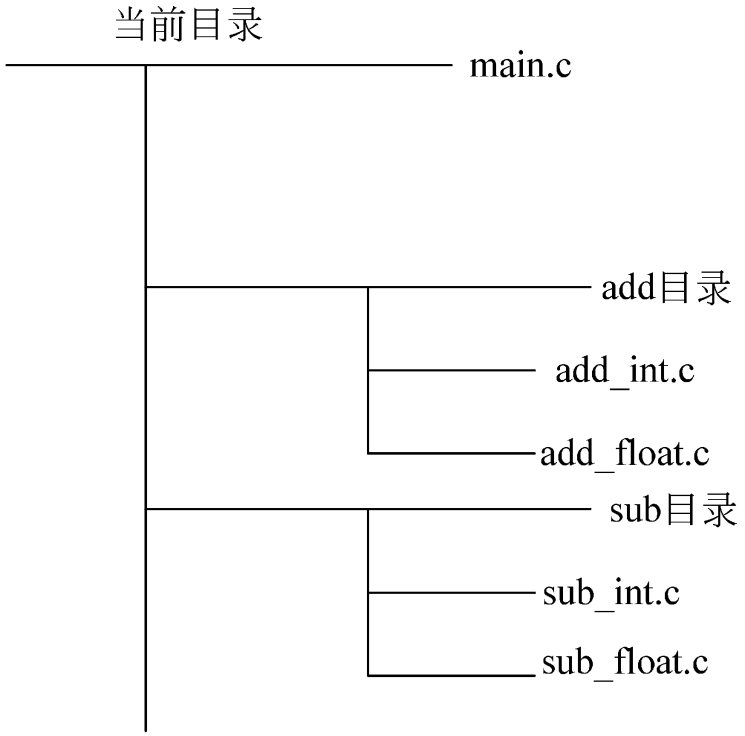 当前目录
main.c
add目录
add_int.c
add_float.c
sub目录
sub_int.c
sub_float.c